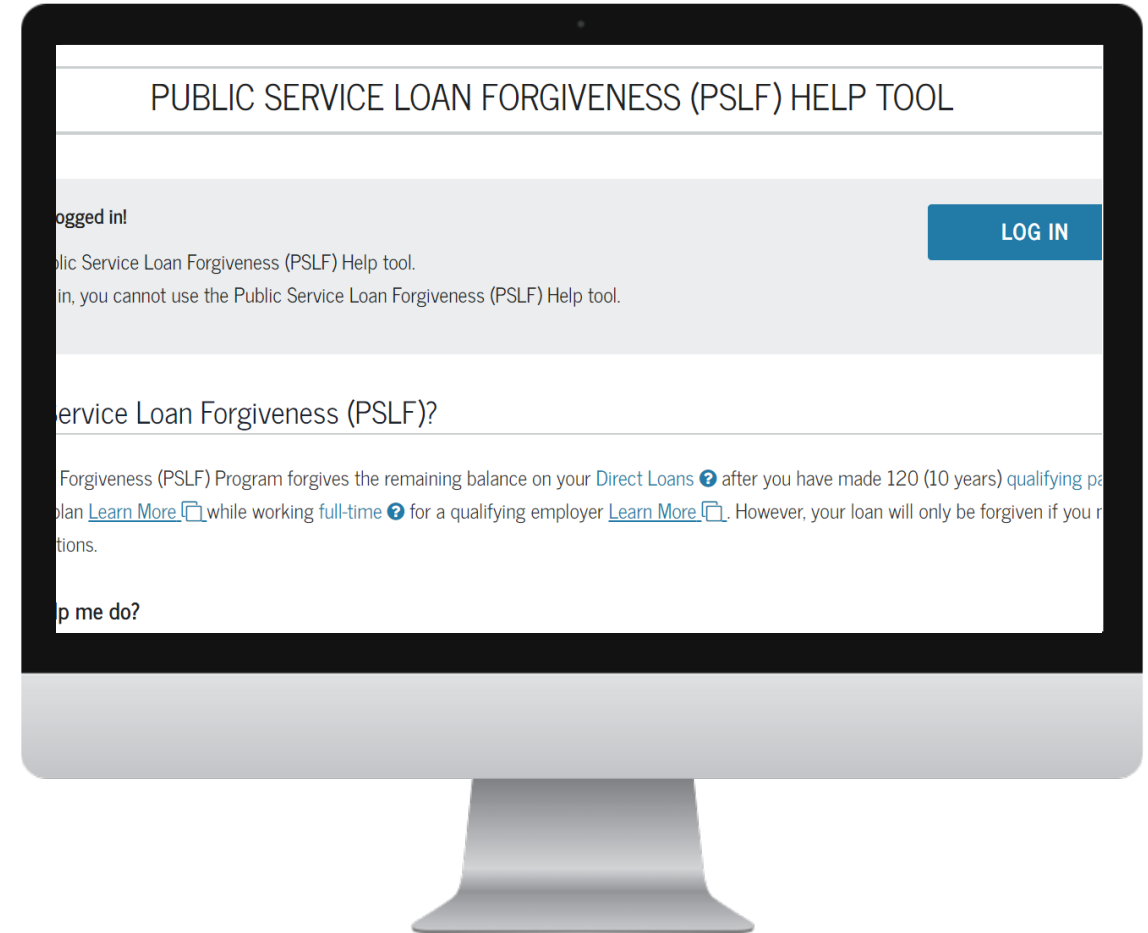 PUBLIC SERVICE LOAN FORGIVENESS (PSLF) HELP TOOL
ogged in!
LOG IN
blic Service Loan Forgiveness (PSLF) Help tool.
in, you cannot use the Public Service Loan Forgiveness (PSLF) Help tool.
Service Loan Forgiveness (PSLF)?
Forgiveness (PSLF) Program forgives the remaining balance on your Direct Loans ? after you have made 120 (10 years) qualifying pa
plan Learn More while working full-time ? for a qualifying employer Learn More . However, your loan will only be forgiven if you
tions.
lp me do?